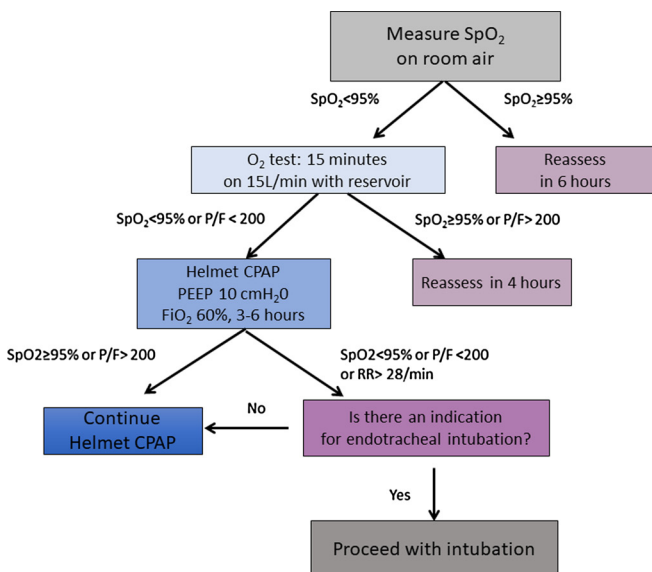 Measure SpO₂
on room air
SpO₂<95%
SpO₂≥95%
O₂ test: 15 minutes
on 15L/min with reservoir
Reassess
in 6 hours
SpO₂<95% or P/F < 200
SpO₂≥95% or P/F> 200
Helmet CPAP
PEEP 10 cmH₂0
FiO₂ 60%, 3-6 hours
Reassess in 4 hours
SpO2≥95% or P/F> 200
SpO2<95% or P/F <200
or RR> 28/min
Continue
Helmet CPAP
No
Is there an indication
for endotracheal intubation?
Yes
Proceed with intubation